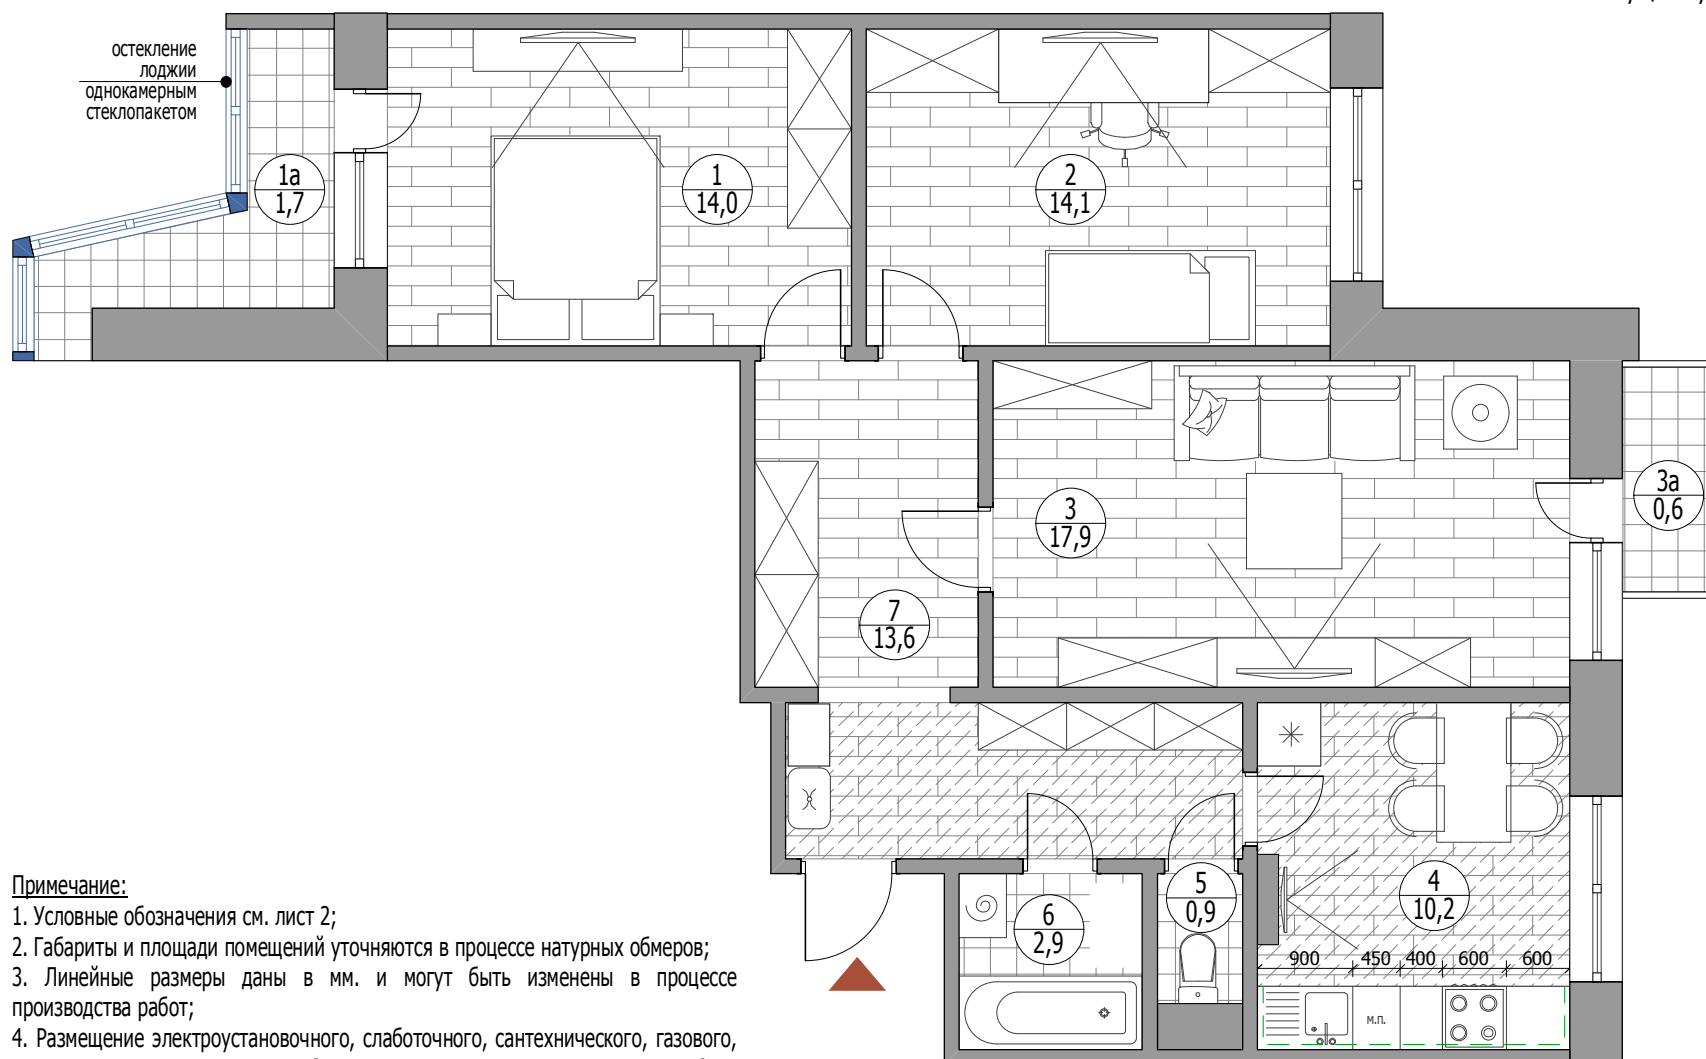 остекление
лоджии
однокамерным
стеклопакетом
1а
1,7
1
14,0
2
14,1
3
17,9
3а
0,6
7
13,6
4
10,2
5
0,9
6
2,9
900 450 400 600 600
м.п.
Примечание:
1. Условные обозначения см. лист 2;
2. Габариты и площади помещений уточняются в процессе натурных обмеров;
3. Линейные размеры даны в мм. и могут быть изменены в процессе
производства работ;
4. Размещение электроустановочного, слаботочного, сантехнического, газового,